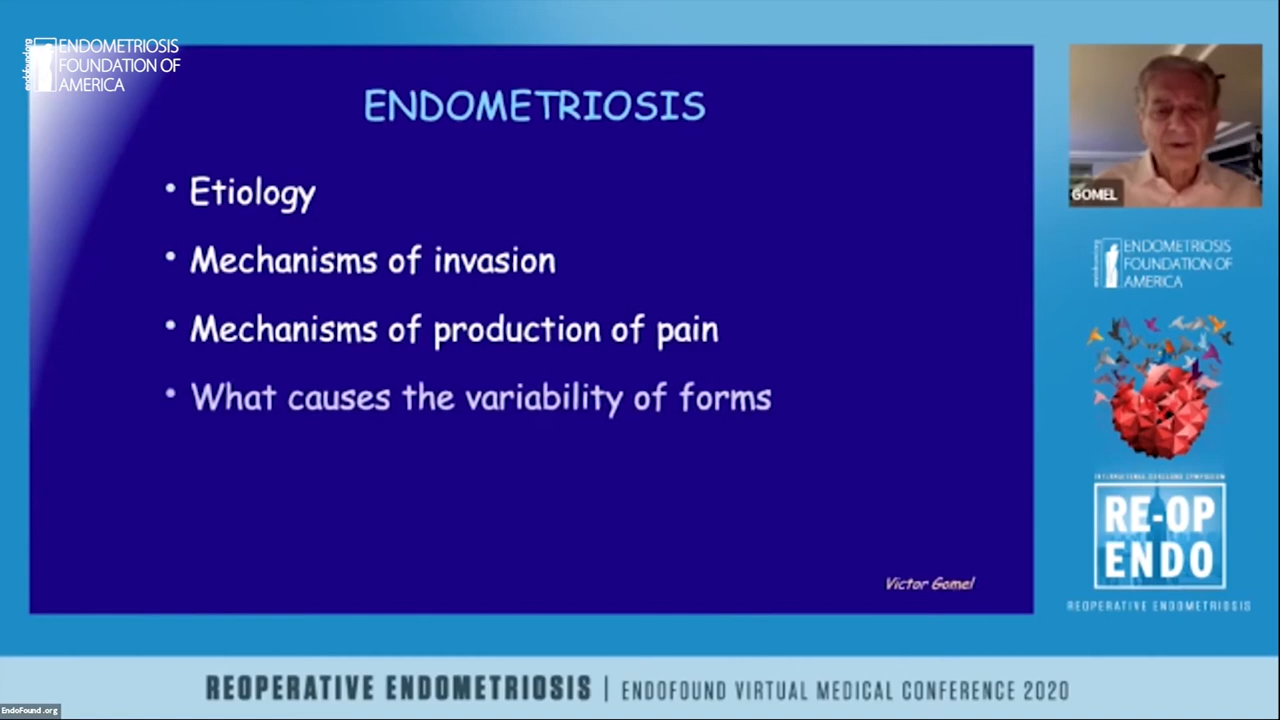 endofound.org
ENDOMETRIOSIS
FOUNDATION OF
AMERICA
ENDOMETRIOSIS
• Etiology
• Mechanisms of invasion
• Mechanisms of production of pain
• What causes the variability of forms
Victor Gomel
GOMEL
ENDOMETRIOSIS
FOUNDATION OF
AMERICA
RE-OP
ENDO
REOPERATIVE ENDOMETRIOSIS
REOPERATIVE ENDOMETRIOSIS | ENDOFOUND VIRTUAL MEDICAL CONFERENCE 2020
EndoFound.org